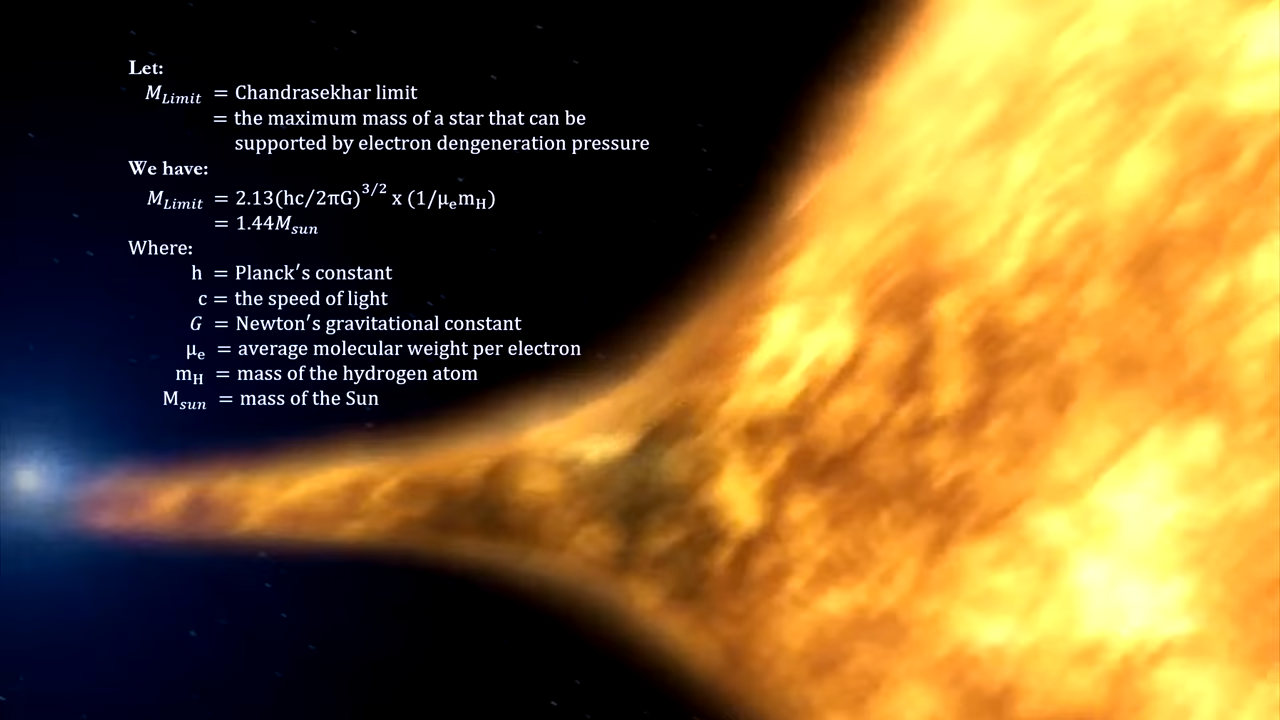 Let:
M_Limit = Chandrasekhar limit
= the maximum mass of a star that can be
supported by electron dengeneration pressure
We have:
M_Limit = 2.13(hc/2πG)^3/2 x (1/μ_e m_H)
= 1.44M_sun
Where:
h = Planck′s constant
c = the speed of light
G = Newton′s gravitational constant
μ_e = average molecular weight per electron
m_H = mass of the hydrogen atom
M_sun = mass of the Sun